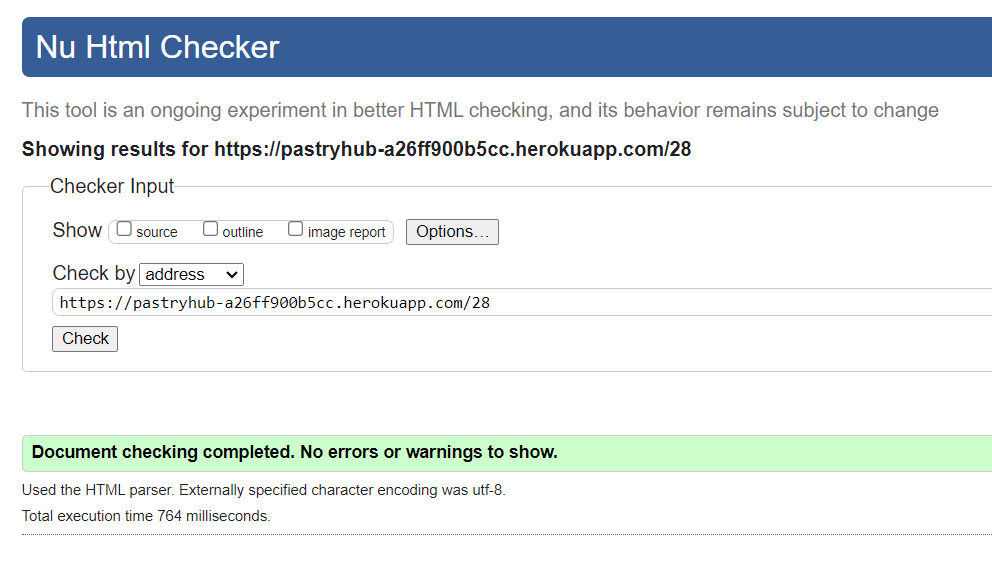 Nu Html Checker
This tool is an ongoing experiment in better HTML checking, and its behavior remains subject to change
Showing results for https://pastryhub-a26ff900b5cc.herokuapp.com/28
Checker Input
Show source outline image report Options...
Check by address
https://pastryhub-a26ff900b5cc.herokuapp.com/28
Check
Document checking completed. No errors or warnings to show.
Used the HTML parser. Externally specified character encoding was utf-8.
Total execution time 764 milliseconds.